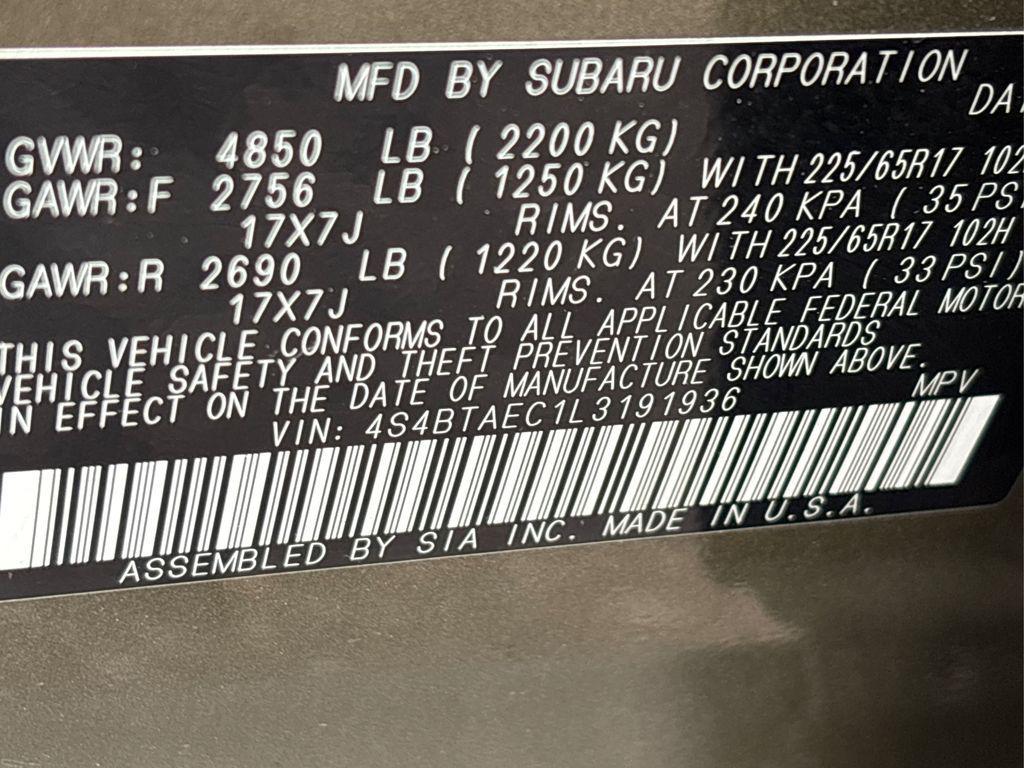 MFD BY SUBARU CORPORATION
DAT
GVWR: 4850 LB (2200 KG)
GAWR:F 2756 LB (1250 KG) WITH 225/65R17 102
17X7J RIMS. AT 240 KPA (35 PSI
GAWR:R 2690 LB (1220 KG) WITH 225/65R17 102H
17X7J RIMS. AT 230 KPA (33 PSI)
THIS VEHICLE CONFORMS TO ALL APPLICABLE FEDERAL MOTOR
VEHICLE SAFETY AND THEFT PREVENTION STANDARDS
IN EFFECT ON THE DATE OF MANUFACTURE SHOWN ABOVE.
VIN: 4S4BTAEC1L3191936 MPV
ASSEMBLED BY SIA INC. MADE IN U.S.A.